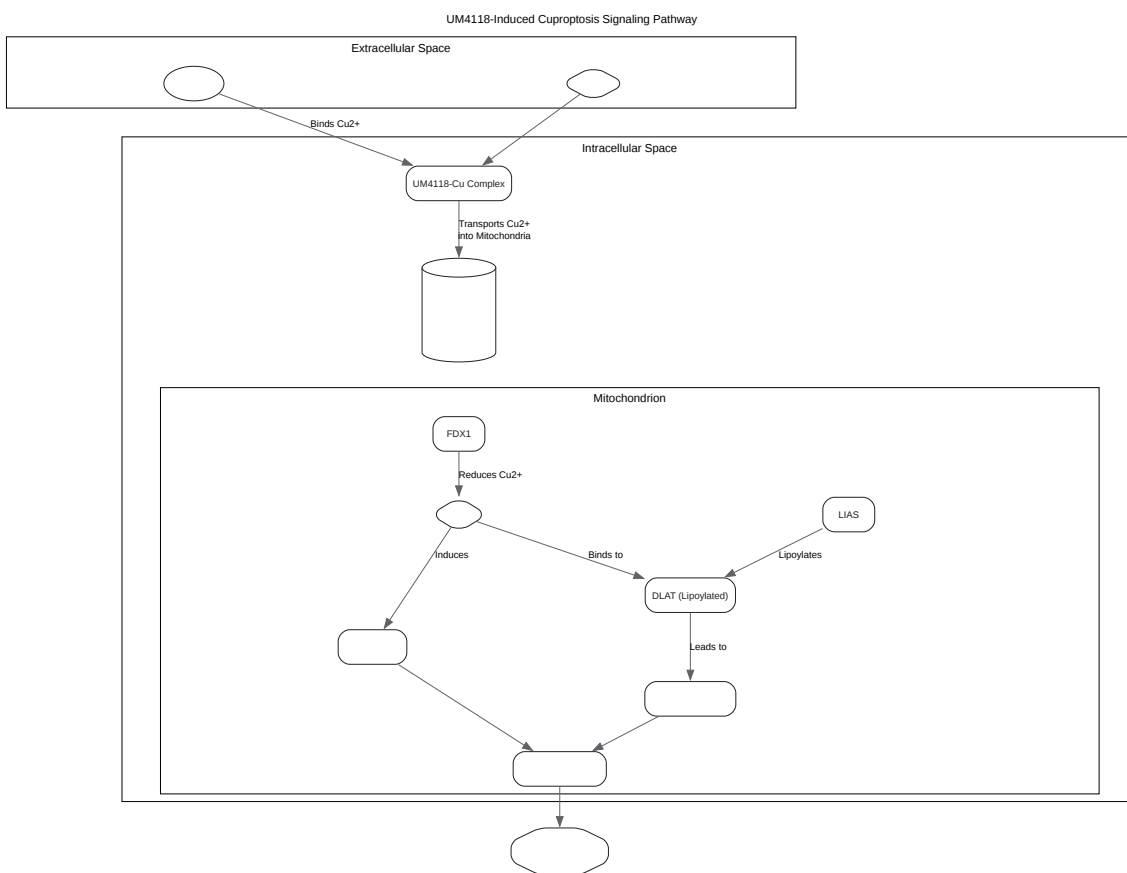 UM4118-Induced Cuproptosis Signaling Pathway
Extracellular Space
Binds Cu2+
Intracellular Space
UM4118-Cu Complex
Transports Cu2+
into Mitochondria
Mitochondrion
FDX1
Reduces Cu2+
LIAS
Induces
Binds to
Lipoylates
DLAT (Lipoylated)
Leads to